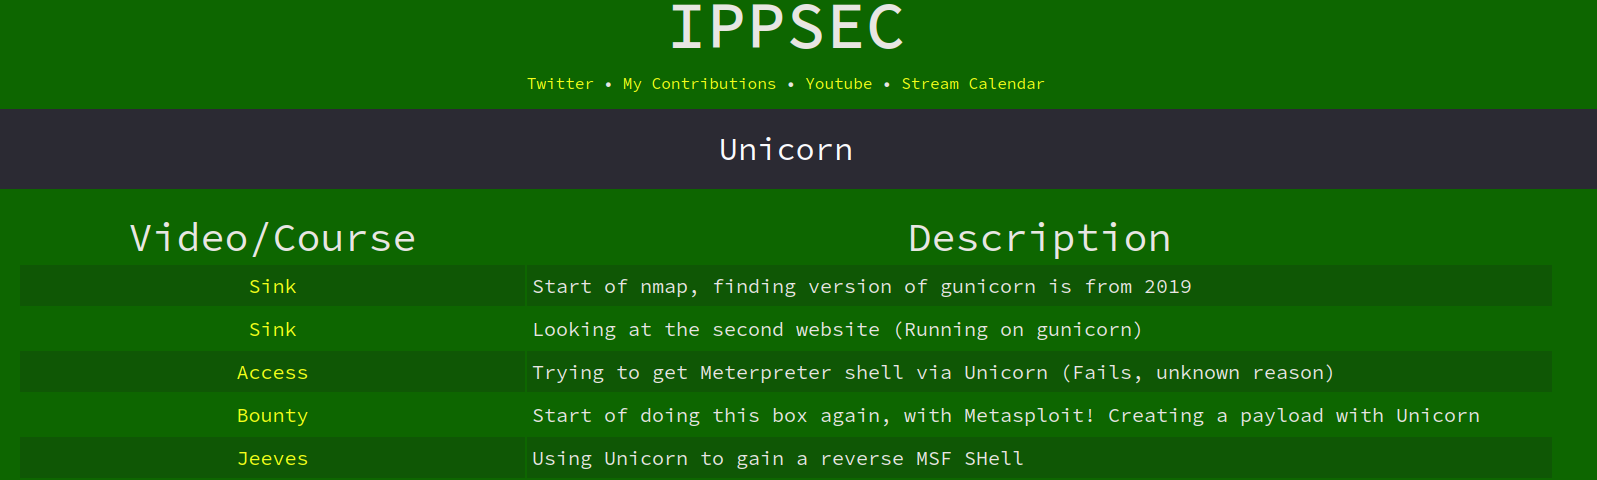 IPPSEC
Twitter • My Contributions • Youtube • Stream Calendar
Unicorn
Video/Course Description
Sink Start of nmap, finding version of gunicorn is from 2019
Sink Looking at the second website (Running on gunicorn)
Access Trying to get Meterpreter shell via Unicorn (Fails, unknown reason)
Bounty Start of doing this box again, with Metasploit! Creating a payload with Unicorn
Jeeves Using Unicorn to gain a reverse MSF SHell